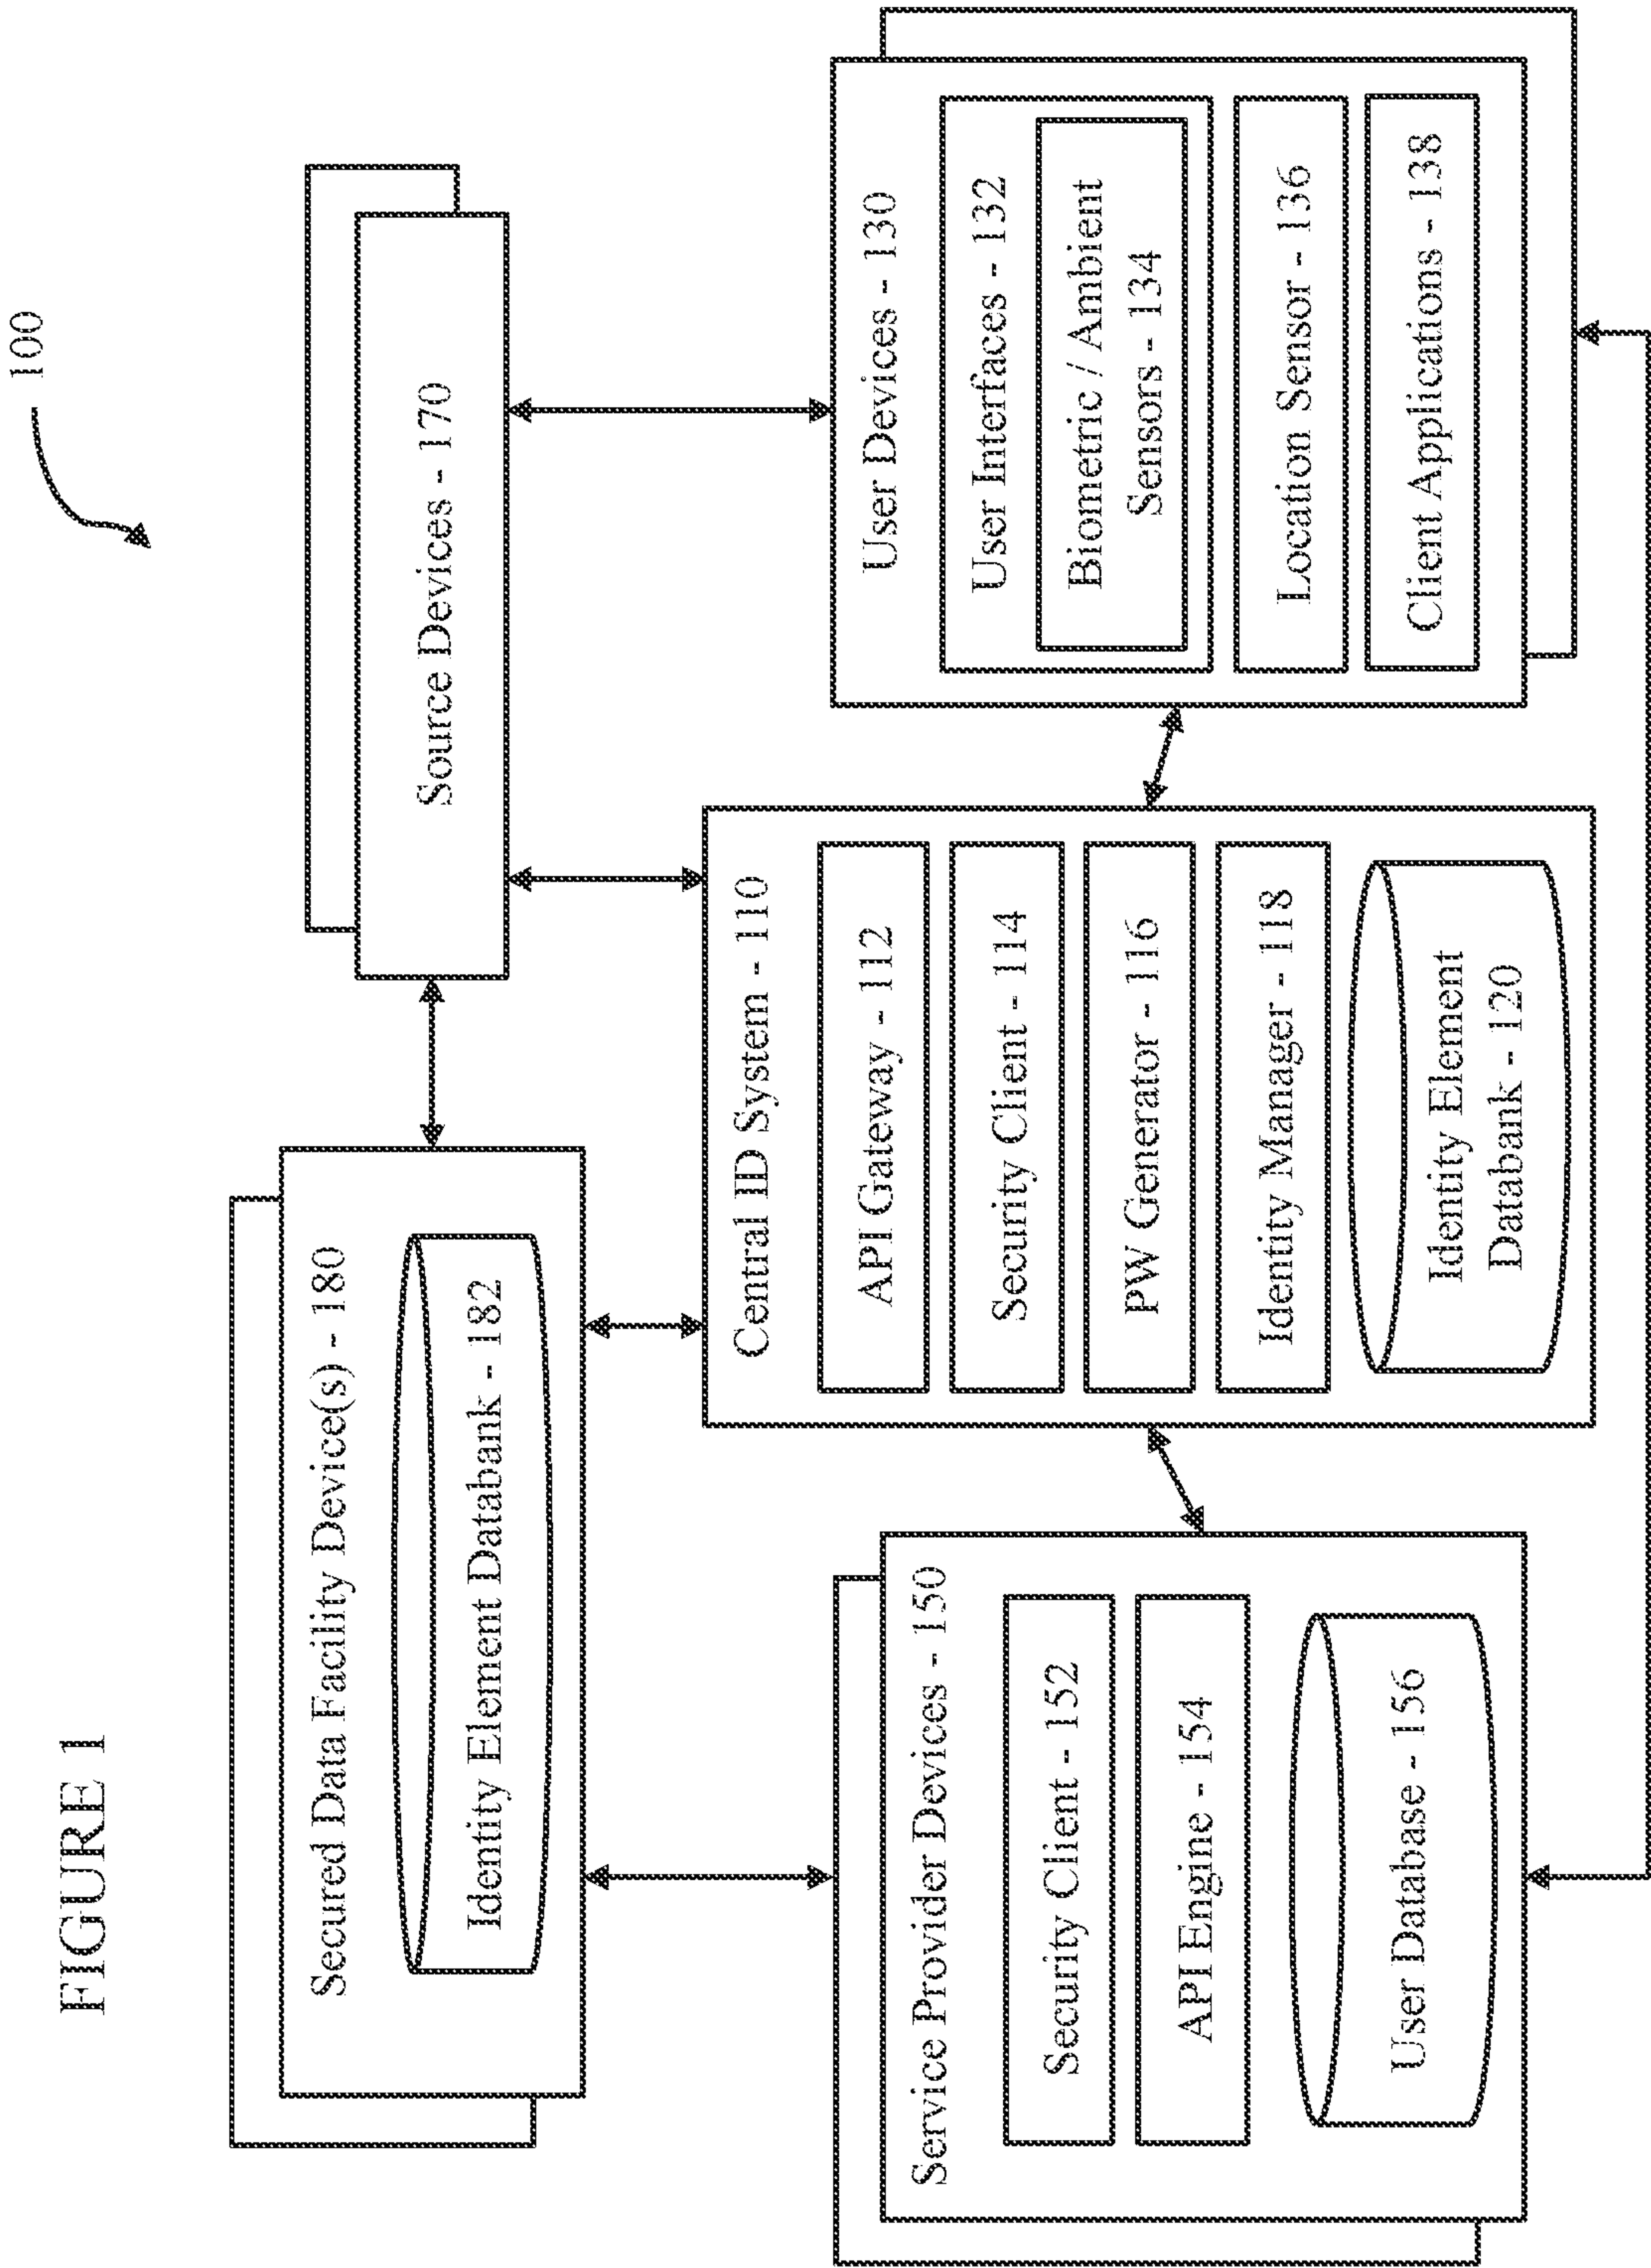 FIGURE 1
100
Secured Data Facility Device(s) - 180
Identity Element Databank - 182
Source Devices - 170
Service Provider Devices - 150
Security Client - 152
API Engine - 154
User Database - 156
Central ID System - 110
API Gateway - 112
Security Client - 114
PW Generator - 116
Identity Manager - 118
Identity Element
Databank - 120
User Devices - 130
User Interfaces - 132
Biometric / Ambient
Sensors - 134
Location Sensor - 136
Client Applications - 138